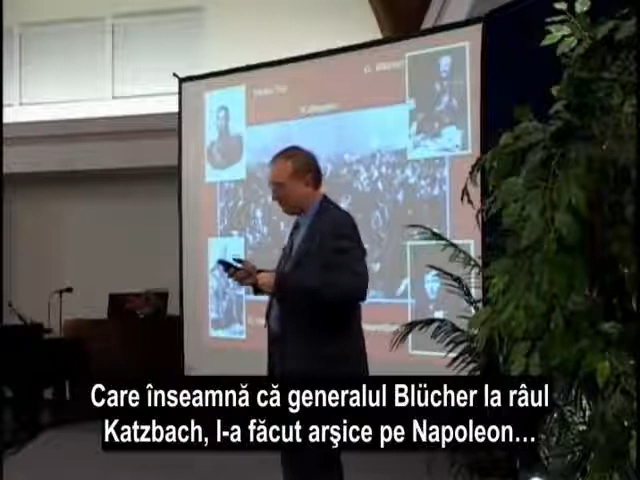 Care înseamnă că generalul Blücher la râul
Katzbach, l-a făcut arşice pe Napoleon…